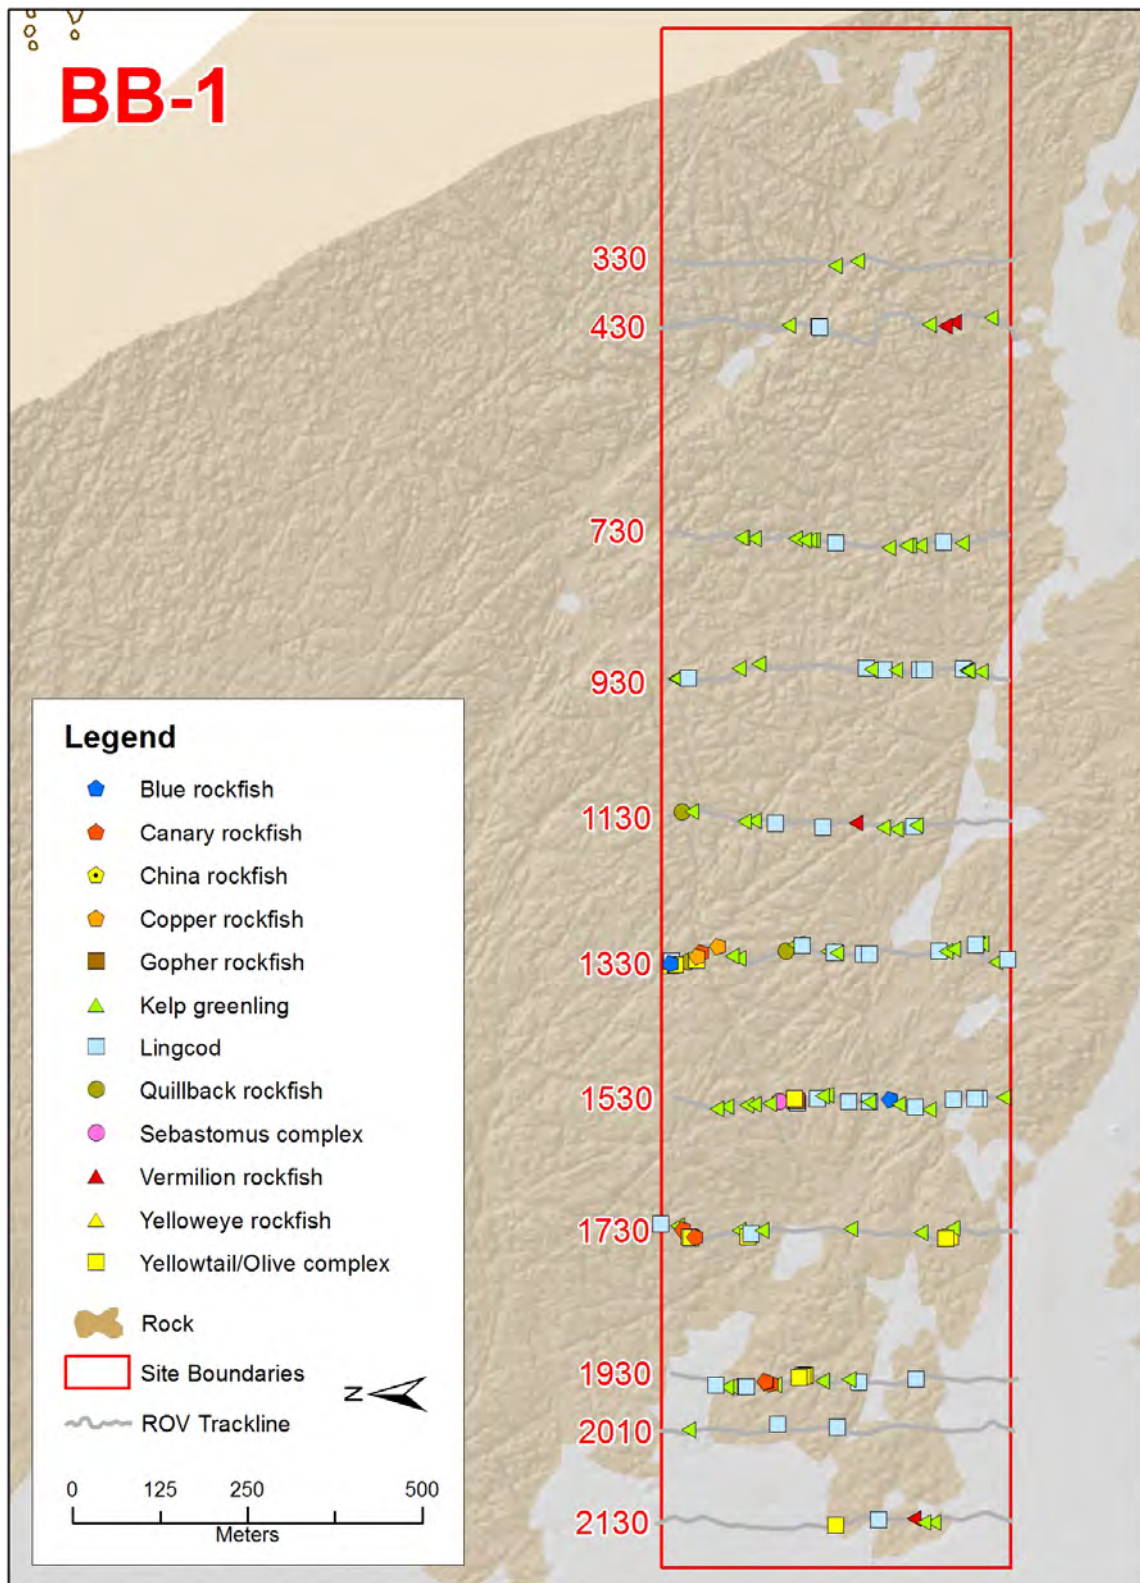 BB-1
330
430
730
930
1130
1330
1530
1730
1930
2010
2130
Legend
Blue rockfish
Canary rockfish
China rockfish
Copper rockfish
Gopher rockfish
Kelp greenling
Lingcod
Quillback rockfish
Sebastomus complex
Vermilion rockfish
Yelloweye rockfish
Yellowtail/Olive complex
Rock
Site Boundaries
N
ROV Trackline
0 125 250 500
Meters